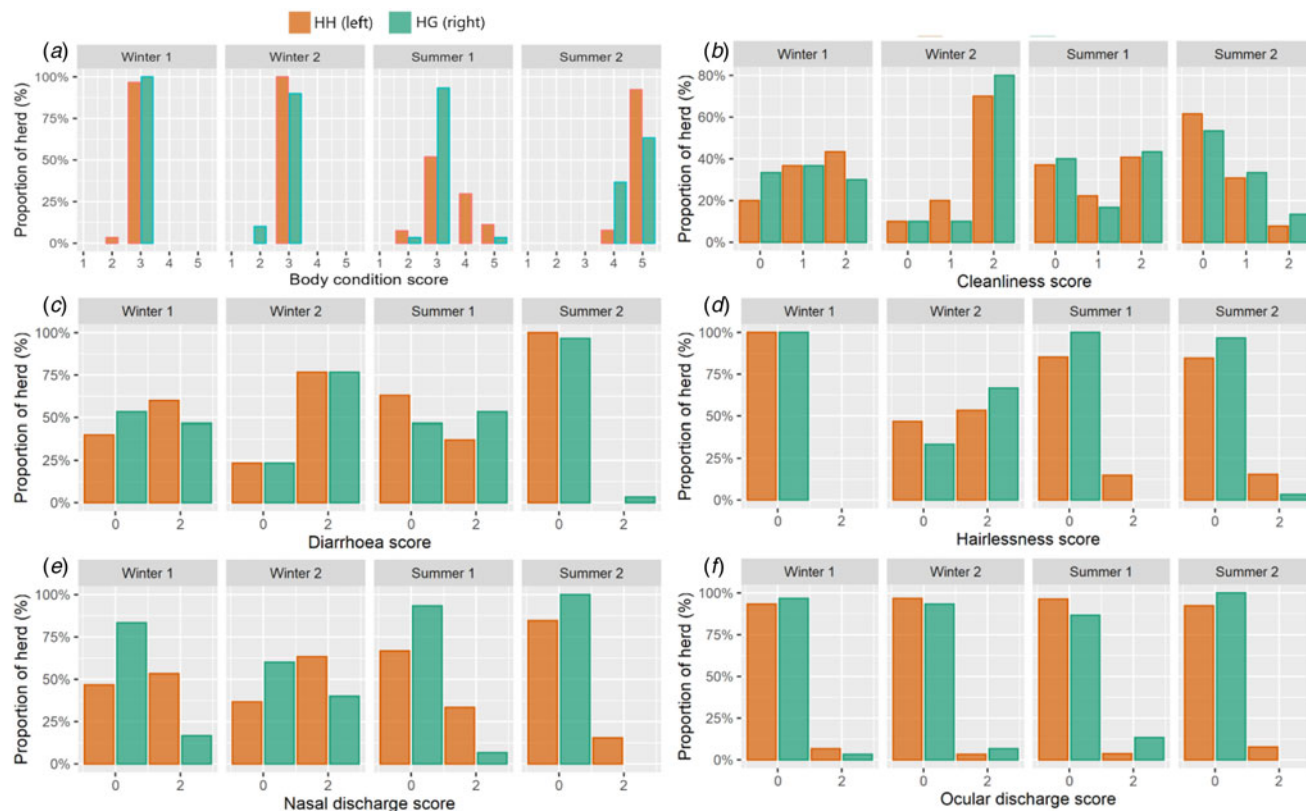 HH (left) HG (right)
(a)
Winter 1 Winter 2 Summer 1 Summer 2
Proportion of herd (%)
100%
75%
50%
25%
0%
1 2 3 4 5 1 2 3 4 5 1 2 3 4 5 1 2 3 4 5
Body condition score
(b)
Winter 1 Winter 2 Summer 1 Summer 2
Proportion of herd (%)
80%
60%
40%
20%
0%
0 1 2 0 1 2 0 1 2 0 1 2
Cleanliness score
(c)
Winter 1 Winter 2 Summer 1 Summer 2
Proportion of herd (%)
100%
75%
50%
25%
0%
0 2 0 2 0 2 0 2
Diarrhoea score
(d)
Winter 1 Winter 2 Summer 1 Summer 2
Proportion of herd (%)
100%
75%
50%
25%
0%
0 2 0 2 0 2 0 2
Hairlessness score
(e)
Winter 1 Winter 2 Summer 1 Summer 2
Proportion of herd (%)
100%
75%
50%
25%
0%
0 2 0 2 0 2 0 2
Nasal discharge score
(f)
Winter 1 Winter 2 Summer 1 Summer 2
Proportion of herd (%)
100%
75%
50%
25%
0%
0 2 0 2 0 2 0 2
Ocular discharge score